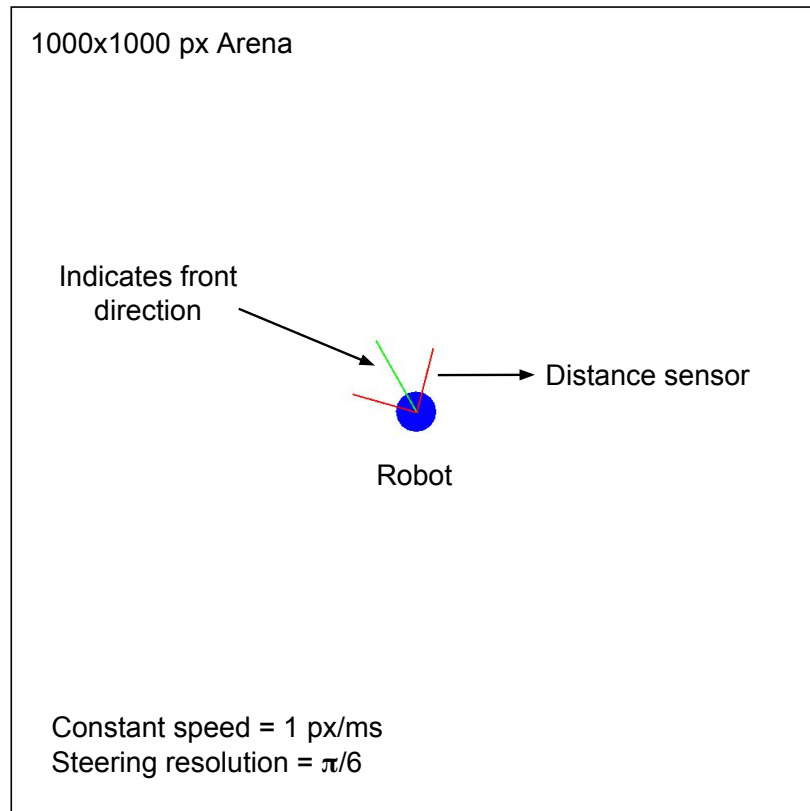 1000x1000 px Arena
Indicates front
direction
Distance sensor
Robot
Constant speed = 1 px/ms
Steering resolution = π/6